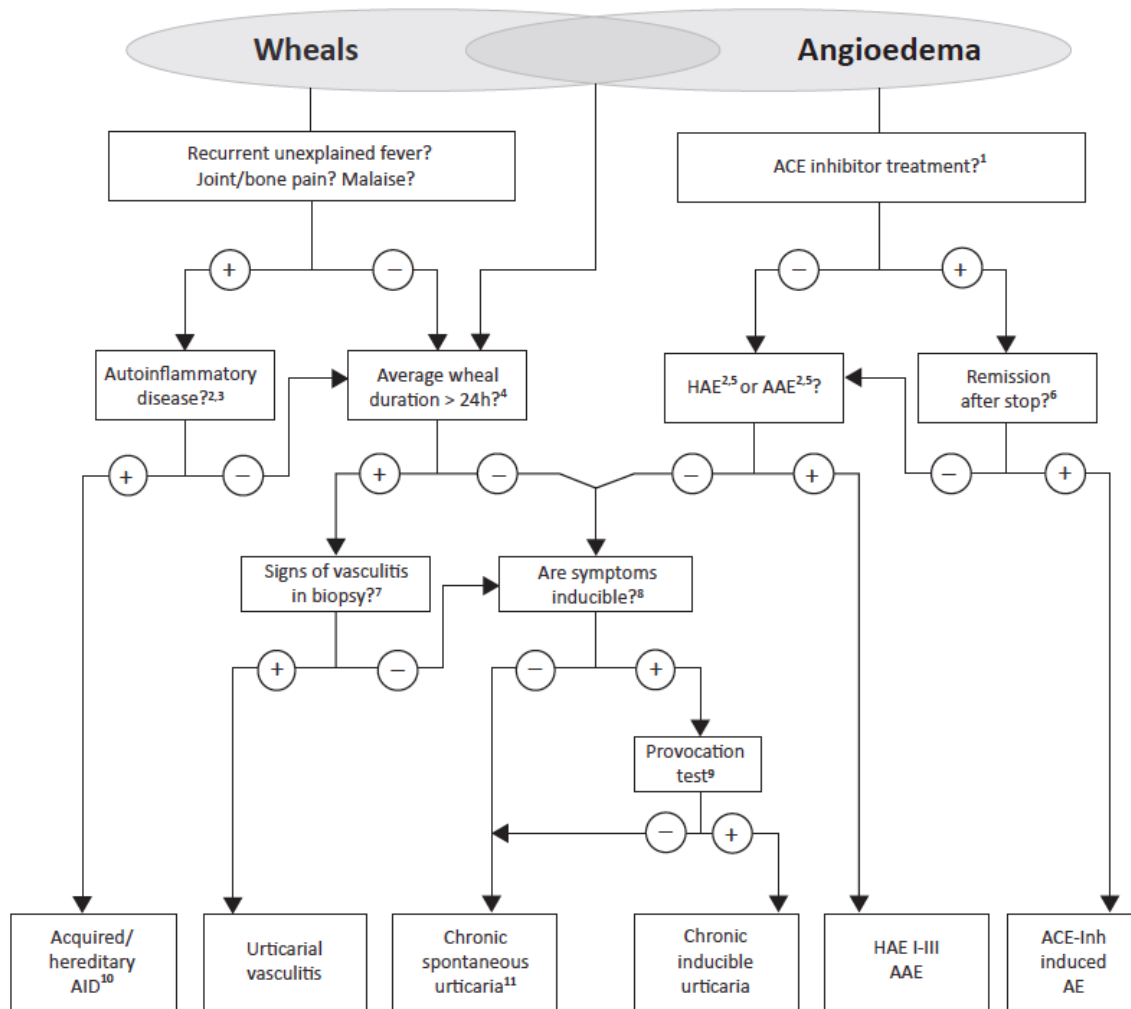 Wheals
Angioedema
Recurrent unexplained fever?
Joint/bone pain? Malaise?
ACE inhibitor treatment?¹
+
−
−
+
Autoinflammatory
disease?²,³
Average wheal
duration > 24h?⁴
HAE²,⁵ or AAE²,⁵?
Remission
after stop?⁶
+
−
+
−
−
+
−
+
Signs of vasculitis
in biopsy?⁷
Are symptoms
inducible?⁸
+
−
−
+
Provocation
test⁹
−
+
Acquired/
hereditary
AID¹⁰
Urticarial
vasculitis
Chronic
spontaneous
urticaria¹¹
Chronic
inducible
urticaria
HAE I-III
AAE
ACE-Inh
induced
AE